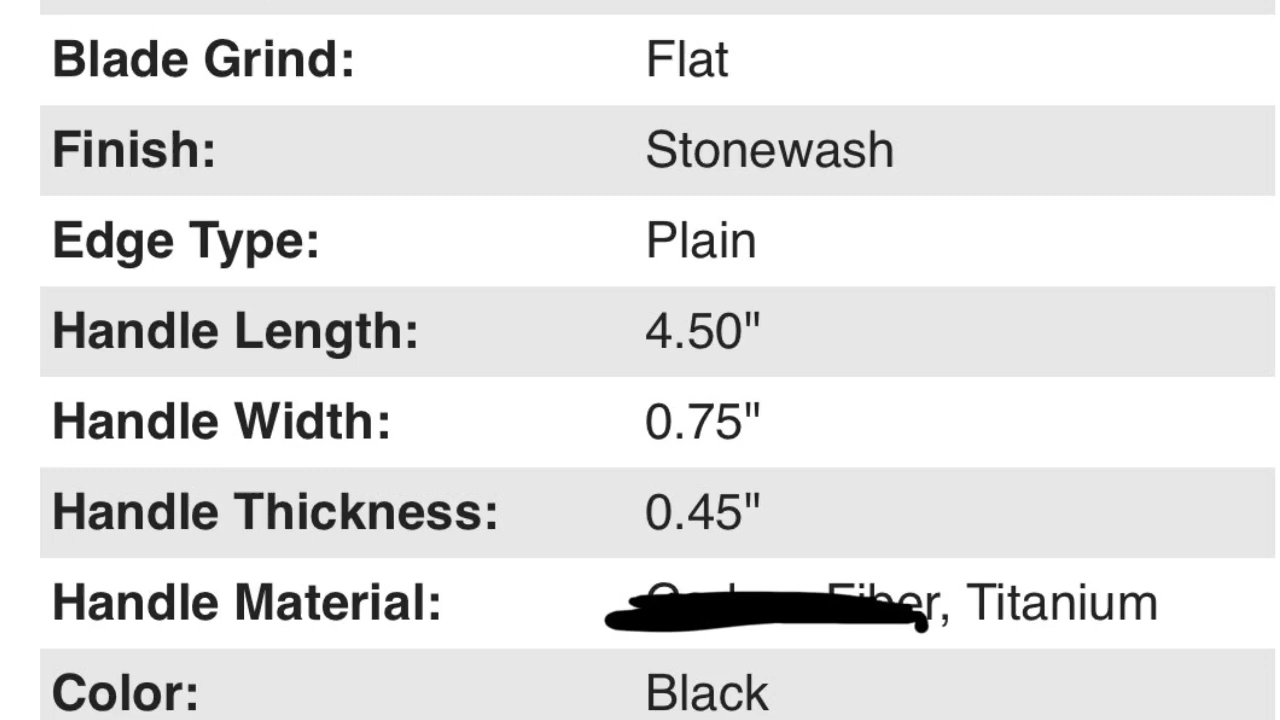 Blade Grind: Flat
Finish: Stonewash
Edge Type: Plain
Handle Length: 4.50"
Handle Width: 0.75"
Handle Thickness: 0.45"
Handle Material: Fiber, Titanium
Color: Black